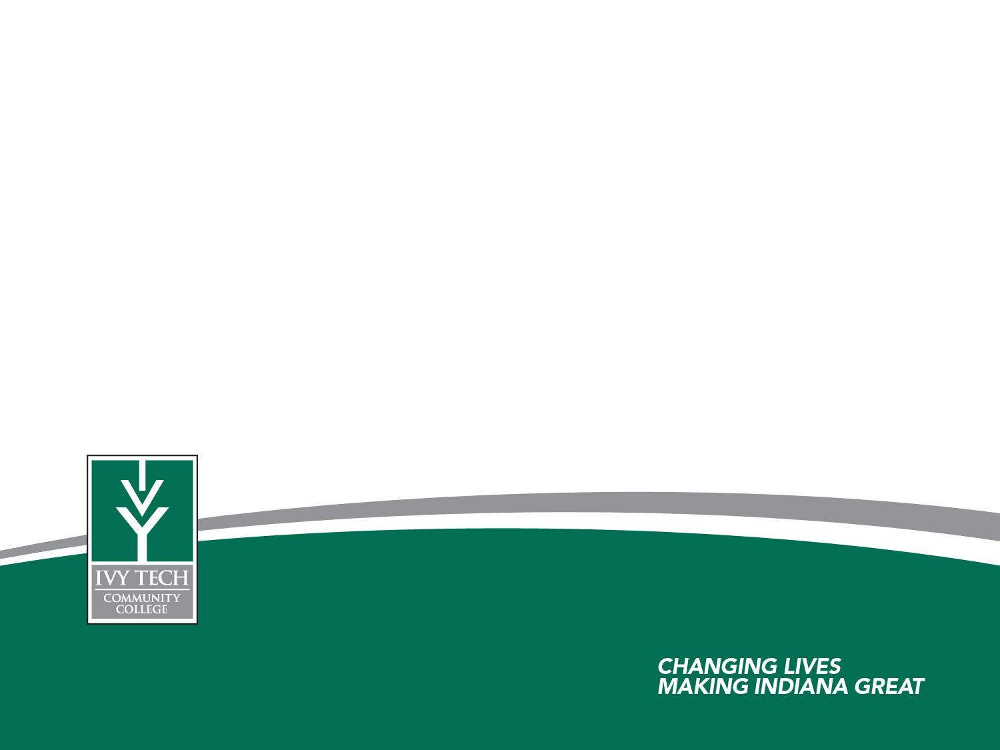 IVY TECH
COMMUNITY
COLLEGE
CHANGING LIVES
MAKING INDIANA GREAT